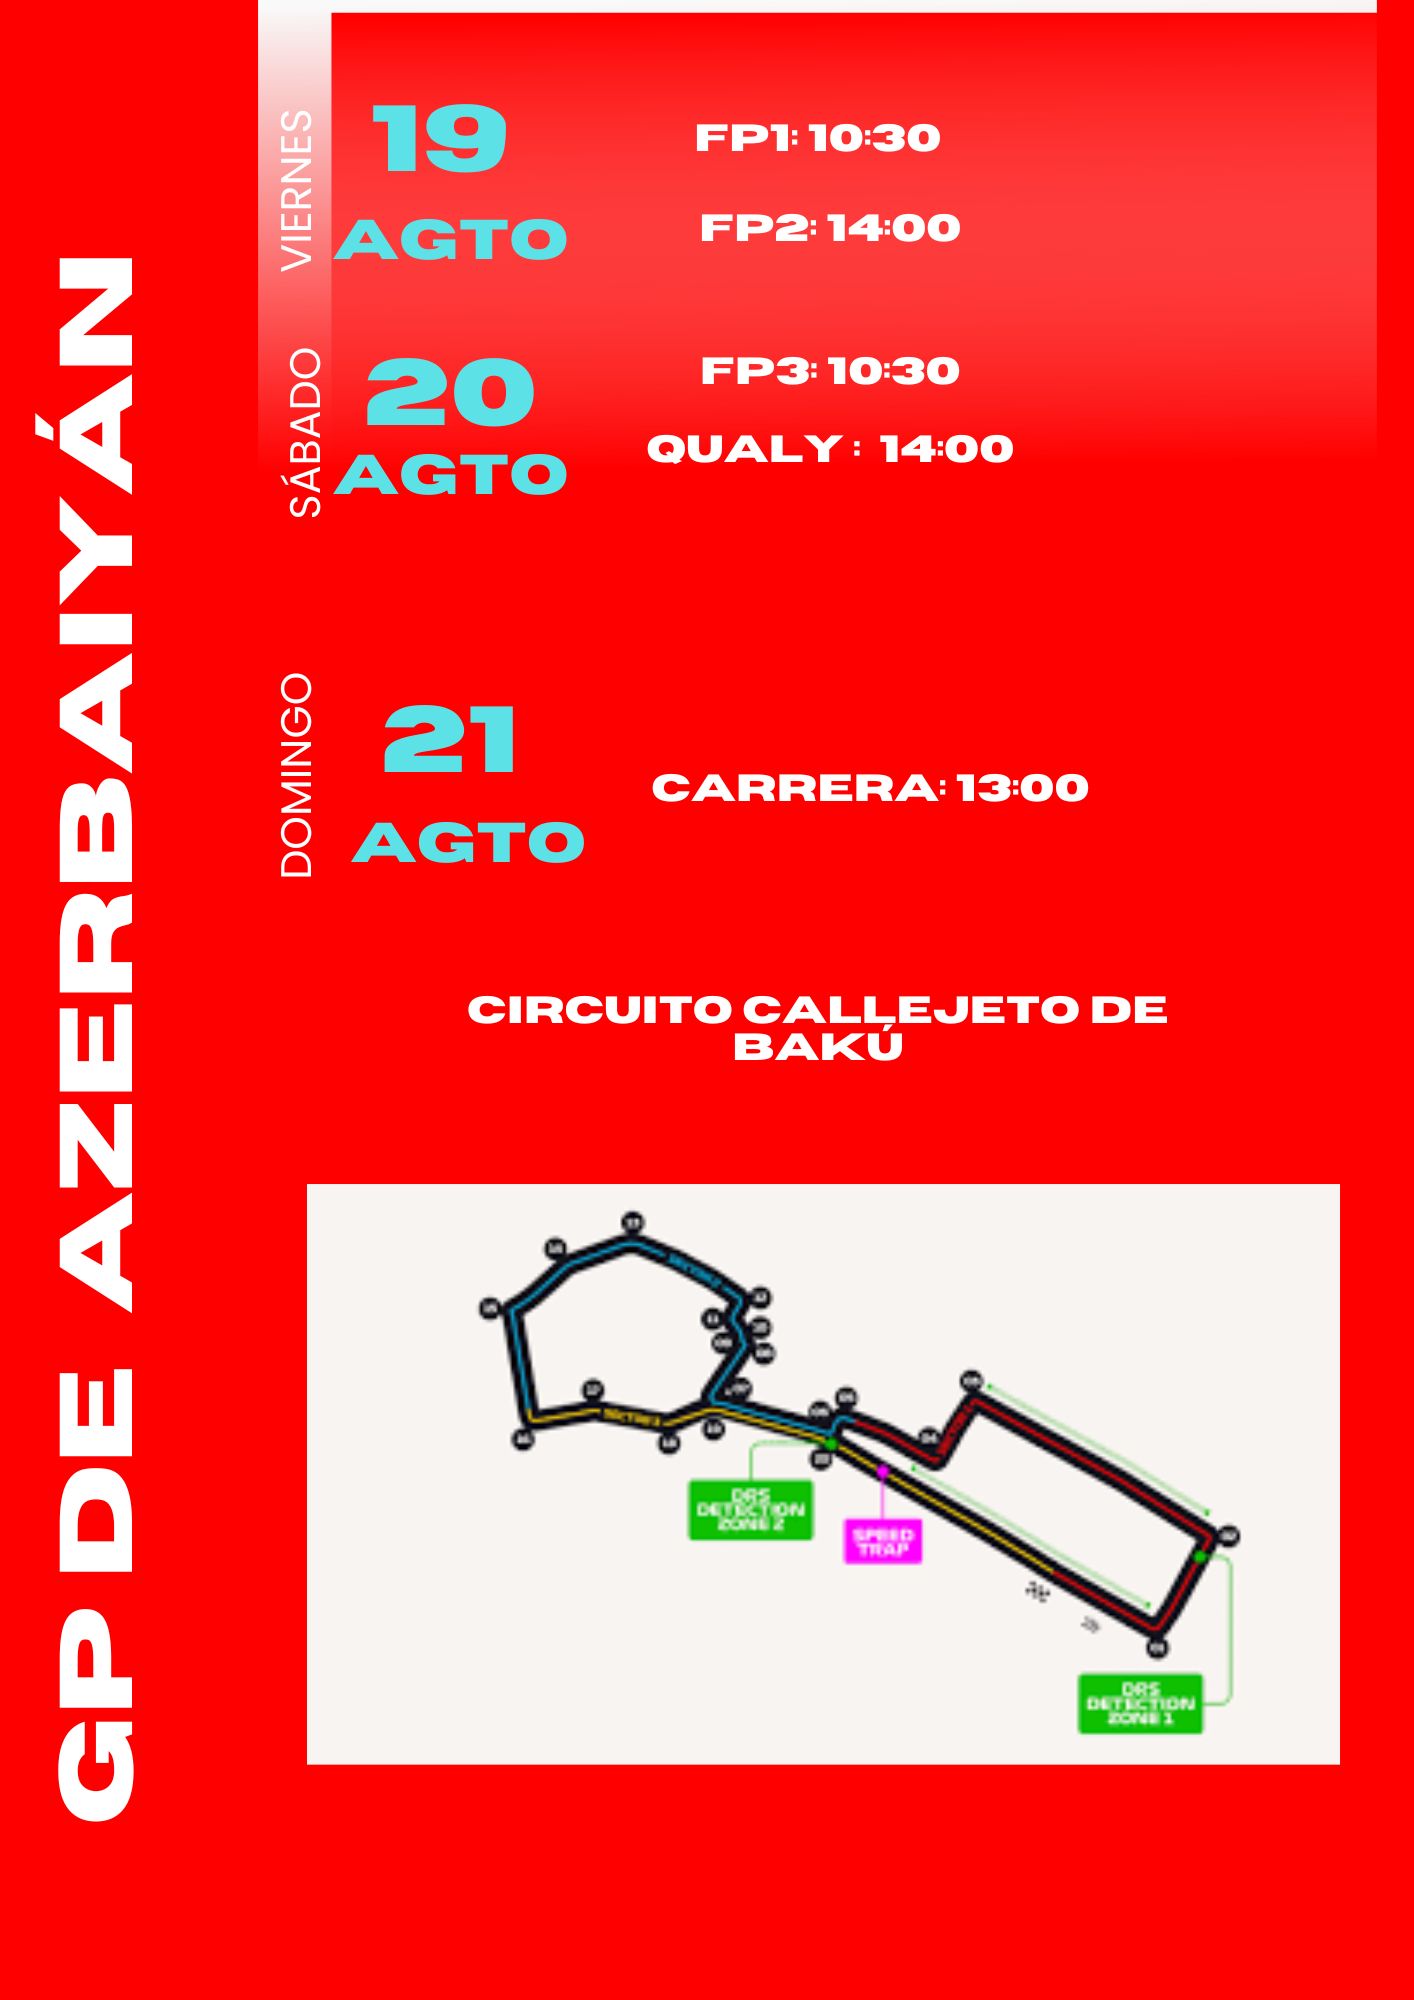 GP DE AZERBAIYÁN
VIERNES
19
AGTO
FP1: 10:30
FP2: 14:00
SÁBADO
20
AGTO
FP3: 10:30
QUALY : 14:00
DOMINGO
21
AGTO
CARRERA: 13:00
CIRCUITO CALLEJETO DE
BAKÚ
DRS
DETECTION
ZONE 2
SPEED
TRAP
DRS
DETECTION
ZONE 1